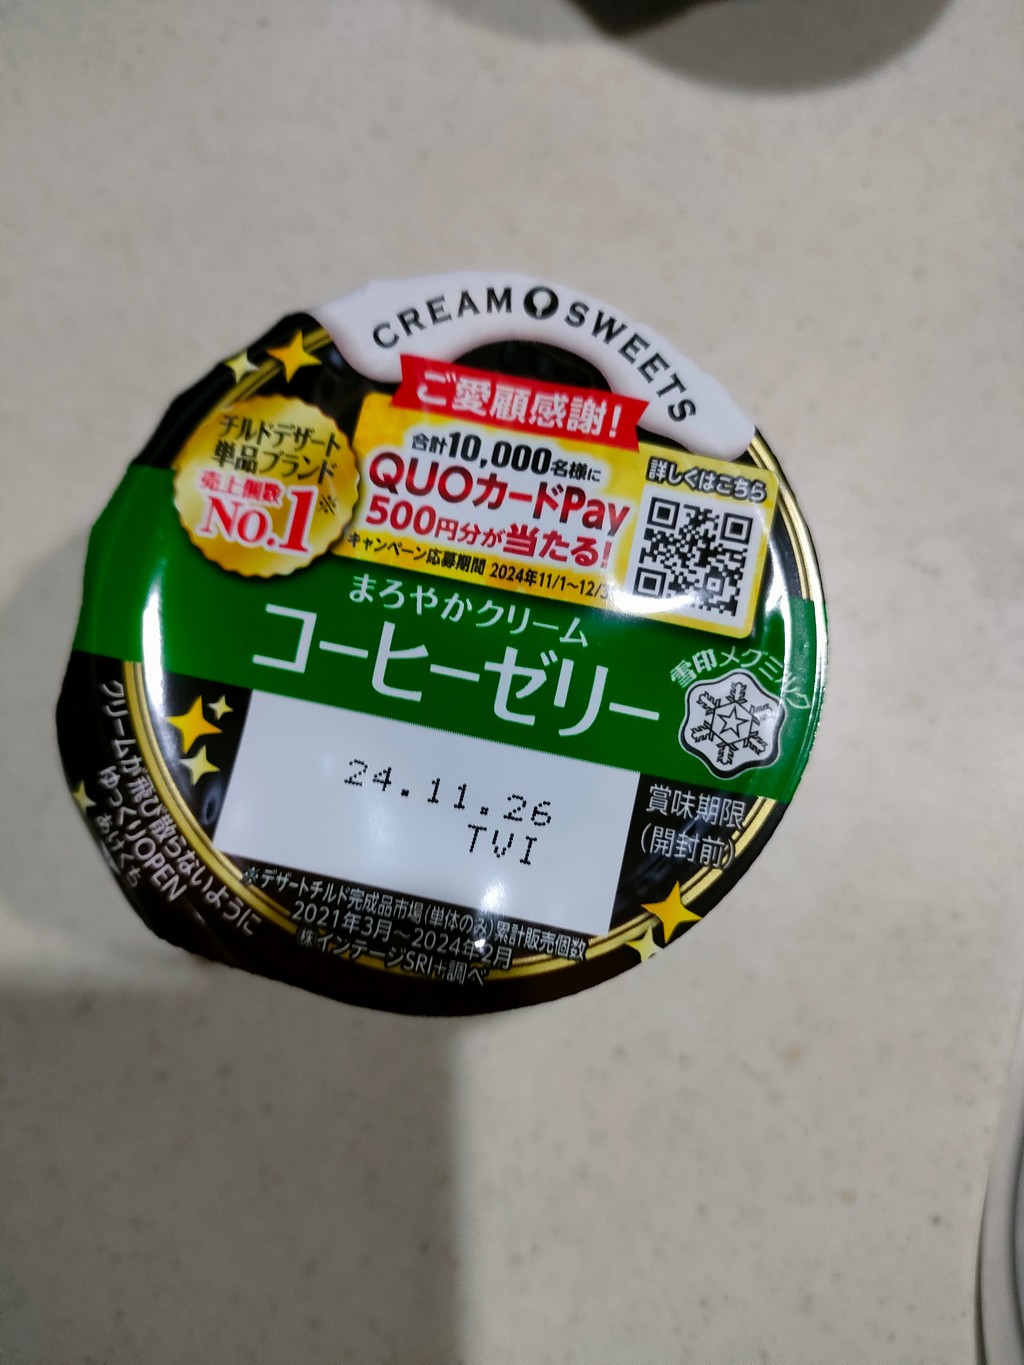 CREAM SWEETS
ご愛顧感謝!
合計10,000名様に
QUOカードPay
500円分が当たる!
キャンペーン応募期間 2024年11/1〜12/3
詳しくはこちら
チルドデザート
単品ブランド
売上個数※
No.1
まろやかクリーム
コーヒーゼリー
雪印メグミルク
24.11.26
TVI
賞味期限
(開封前)
クリームが飛び散らないように
ゆっくりOPEN
あけくち
※デザートチルド完成品市場(単体のみ)累計販売個数
2021年3月〜2024年2月
㈱インテージSRI+調べ